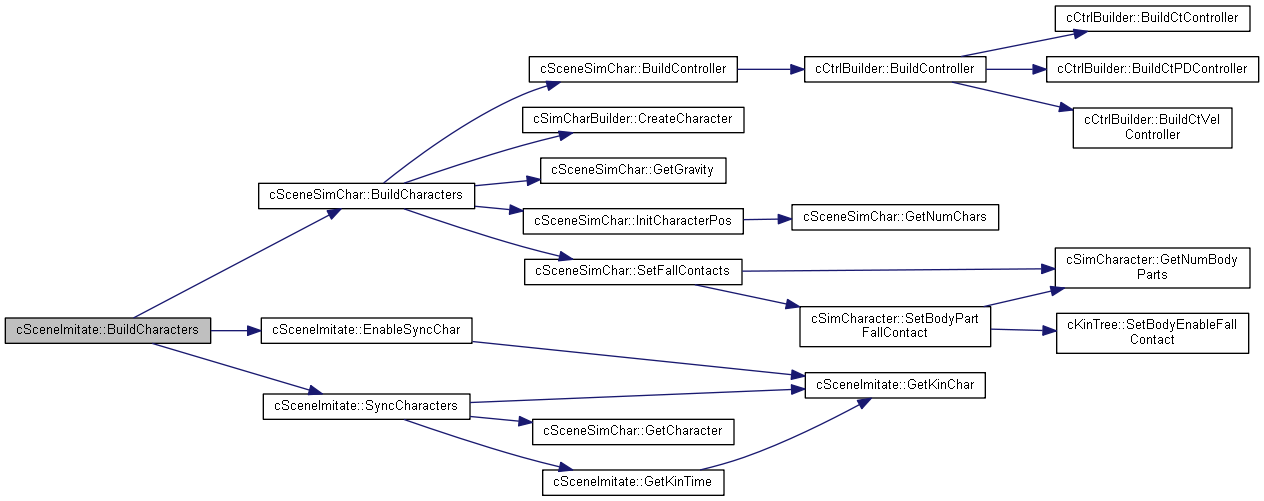 cSceneImitate::BuildCharacters
cSceneSimChar::BuildCharacters
cSceneImitate::EnableSyncChar
cSceneImitate::SyncCharacters
cSceneSimChar::BuildController
cSimCharBuilder::CreateCharacter
cSceneSimChar::GetGravity
cSceneSimChar::InitCharacterPos
cSceneSimChar::SetFallContacts
cSceneSimChar::GetCharacter
cSceneImitate::GetKinTime
cCtrlBuilder::BuildController
cSceneSimChar::GetNumChars
cSimCharacter::SetBodyPart
FallContact
cSceneImitate::GetKinChar
cCtrlBuilder::BuildCtController
cCtrlBuilder::BuildCtPDController
cCtrlBuilder::BuildCtVel
Controller
cSimCharacter::GetNumBody
Parts
cKinTree::SetBodyEnableFall
Contact